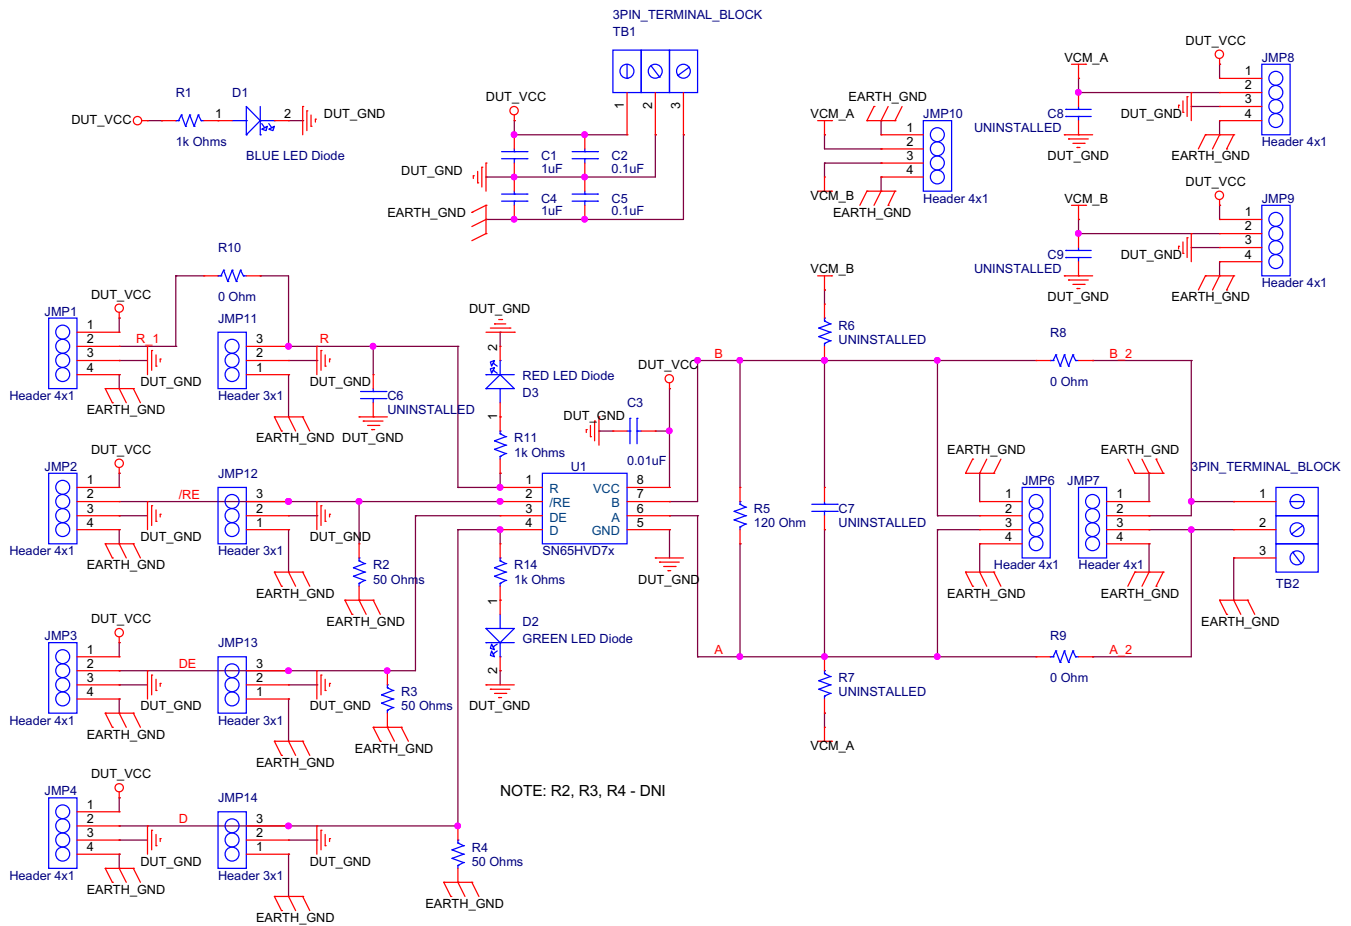 3PIN_TERMINAL_BLOCK
TB1
1
2
3
DUT_VCC
R1
1k Ohms
D1
1
2
DUT_GND
BLUE LED Diode
DUT_VCC
C1
1uF
C2
0.1uF
DUT_GND
C4
1uF
C5
0.1uF
EARTH_GND
EARTH_GND
VCM_A
JMP10
1
2
3
4
VCM_B
EARTH_GND
Header 4x1
VCM_A
DUT_VCC
JMP8
1
2
3
4
C8
UNINSTALLED
DUT_GND
DUT_GND
EARTH_GND
Header 4x1
VCM_B
DUT_VCC
JMP9
1
2
3
4
C9
UNINSTALLED
DUT_GND
DUT_GND
EARTH_GND
Header 4x1
R10
0 Ohm
DUT_VCC
JMP1
1
2
3
4
R_1
DUT_GND
Header 4x1
EARTH_GND
JMP11
3
2
1
R
DUT_GND
Header 3x1
EARTH_GND
C6
UNINSTALLED
DUT_GND
DUT_GND
2
RED LED Diode
D3
1
R11
1k Ohms
DUT_VCC
DUT_GND
C3
0.01uF
DUT_VCC
JMP2
1
2
3
4
/RE
DUT_GND
Header 4x1
EARTH_GND
JMP12
3
2
1
DUT_GND
Header 3x1
EARTH_GND
R2
50 Ohms
EARTH_GND
U1
1
2
3
4
R
/RE
DE
D
VCC
B
A
GND
8
7
6
5
SN65HVD7x
DUT_GND
R14
1k Ohms
1
D2
GREEN LED Diode
2
DUT_GND
VCM_B
R6
UNINSTALLED
B
R8
0 Ohm
B_2
R5
120 Ohm
C7
UNINSTALLED
EARTH_GND
JMP6
1
2
3
4
Header 4x1
EARTH_GND
EARTH_GND
JMP7
1
2
3
4
Header 4x1
EARTH_GND
3PIN_TERMINAL_BLOCK
1
2
3
TB2
EARTH_GND
A
R9
0 Ohm
A_2
R7
UNINSTALLED
VCM_A
DUT_VCC
JMP3
1
2
3
4
DE
DUT_GND
Header 4x1
EARTH_GND
JMP13
3
2
1
DUT_GND
Header 3x1
EARTH_GND
R3
50 Ohms
EARTH_GND
DUT_VCC
JMP4
1
2
3
4
D
DUT_GND
Header 4x1
EARTH_GND
JMP14
3
2
1
DUT_GND
Header 3x1
EARTH_GND
R4
50 Ohms
EARTH_GND
NOTE: R2, R3, R4 - DNI